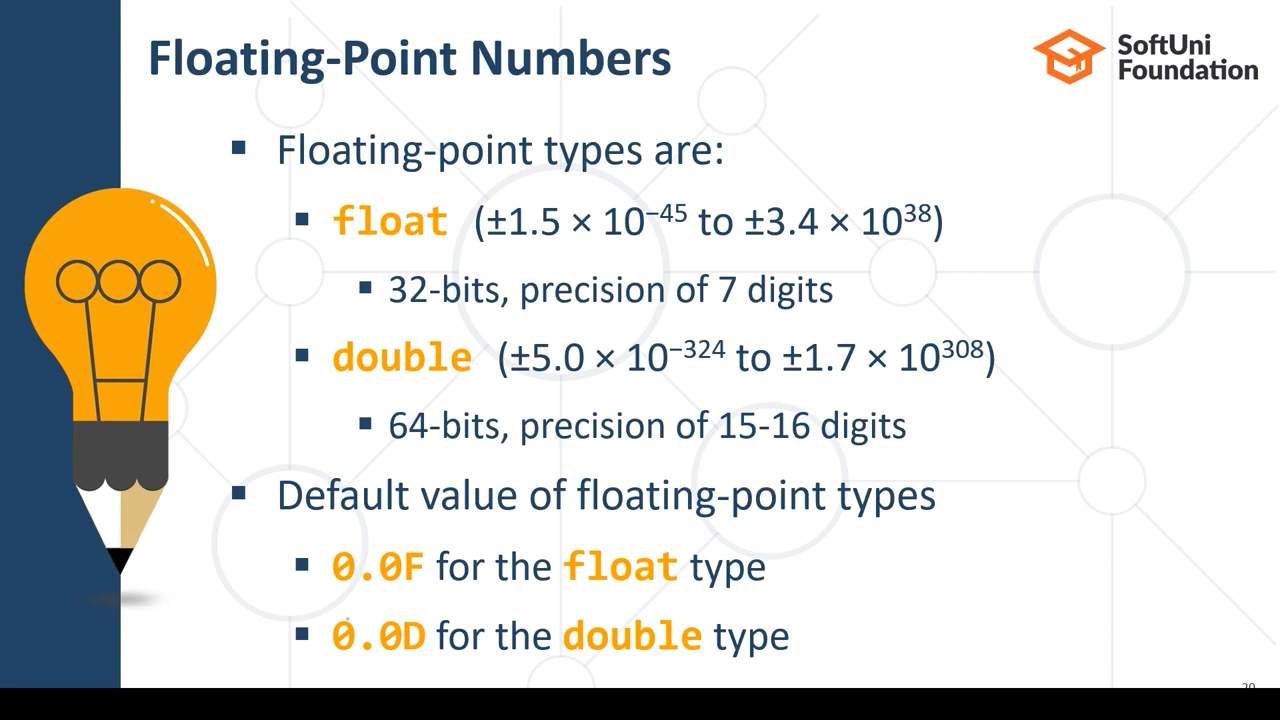 Floating-Point Numbers
SoftUni
Foundation
▪ Floating-point types are:
▪ float (±1.5 × 10⁻⁴⁵ to ±3.4 × 10³⁸)
▪ 32-bits, precision of 7 digits
▪ double (±5.0 × 10⁻³²⁴ to ±1.7 × 10³⁰⁸)
▪ 64-bits, precision of 15-16 digits
▪ Default value of floating-point types
▪ 0.0F for the float type
▪ 0.0D for the double type